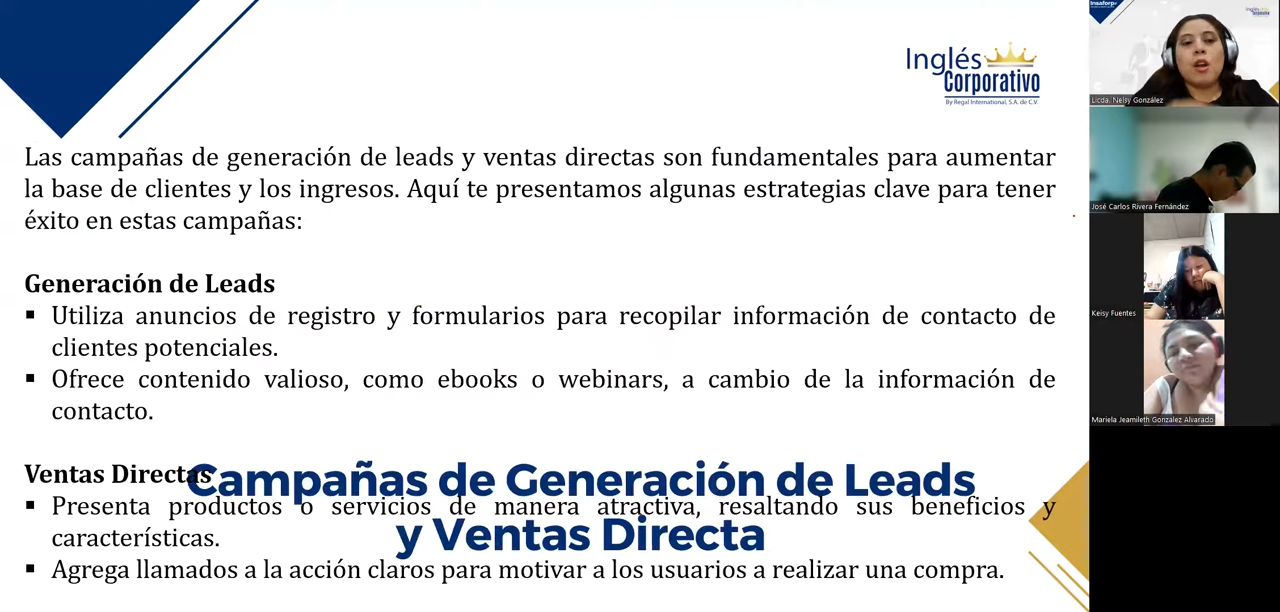 Inglés
Corporativo
By Regal International, S.A. de C.V.
Las campañas de generación de leads y ventas directas son fundamentales para aumentar
la base de clientes y los ingresos. Aquí te presentamos algunas estrategias clave para tener
éxito en estas campañas:
Generación de Leads
▪ Utiliza anuncios de registro y formularios para recopilar información de contacto de
clientes potenciales.
▪ Ofrece contenido valioso, como ebooks o webinars, a cambio de la información de
contacto.
Ventas Directas
Campañas de Generación de Leads
y Ventas Directa
▪ Presenta productos o servicios de manera atractiva, resaltando sus beneficios y
características.
▪ Agrega llamados a la acción claros para motivar a los usuarios a realizar una compra.
Insaforp
Licda. Neisy González
José Carlos Rivera Fernández
Keisy Fuentes
Mariela Jeamileth González Alvarado